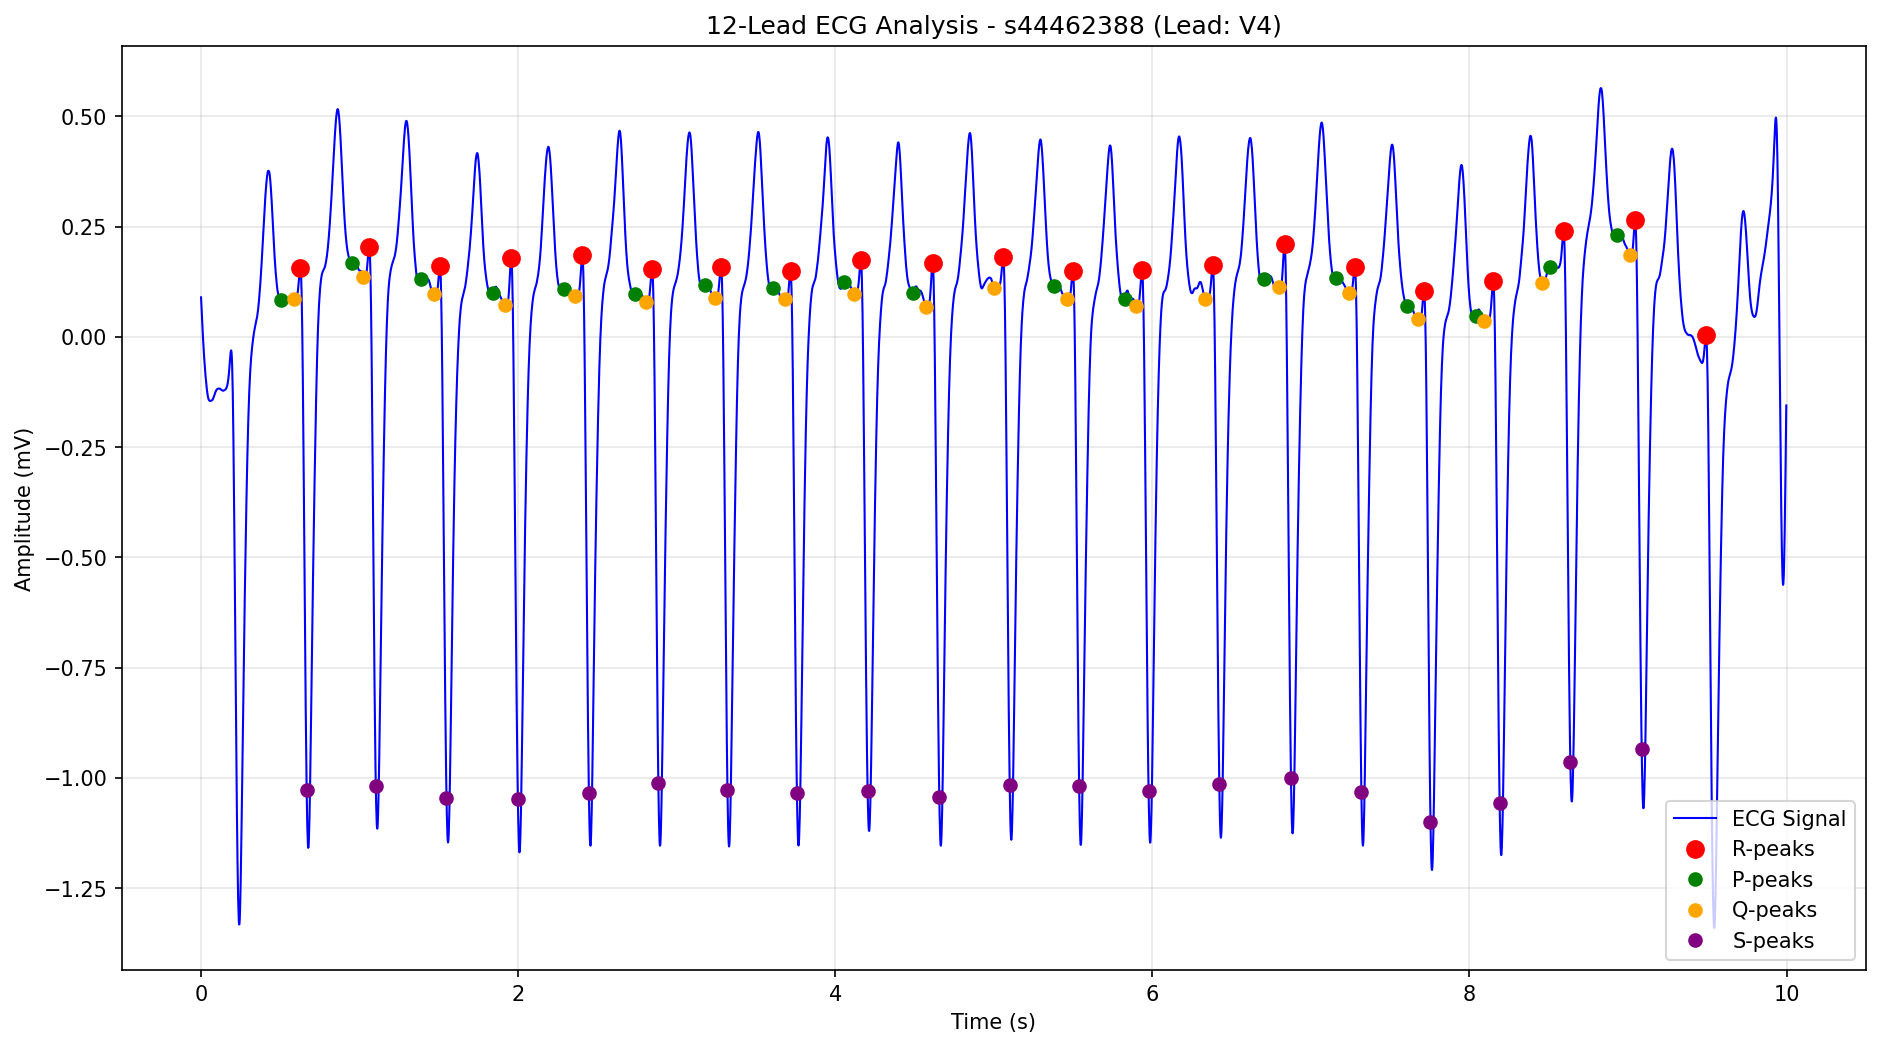 12-Lead ECG Analysis - s44462388 (Lead: V4)
Amplitude (mV)
0.50
0.25
0.00
−0.25
−0.50
−0.75
−1.00
−1.25
ECG Signal
R-peaks
P-peaks
Q-peaks
S-peaks
0 2 4 6 8 10
Time (s)